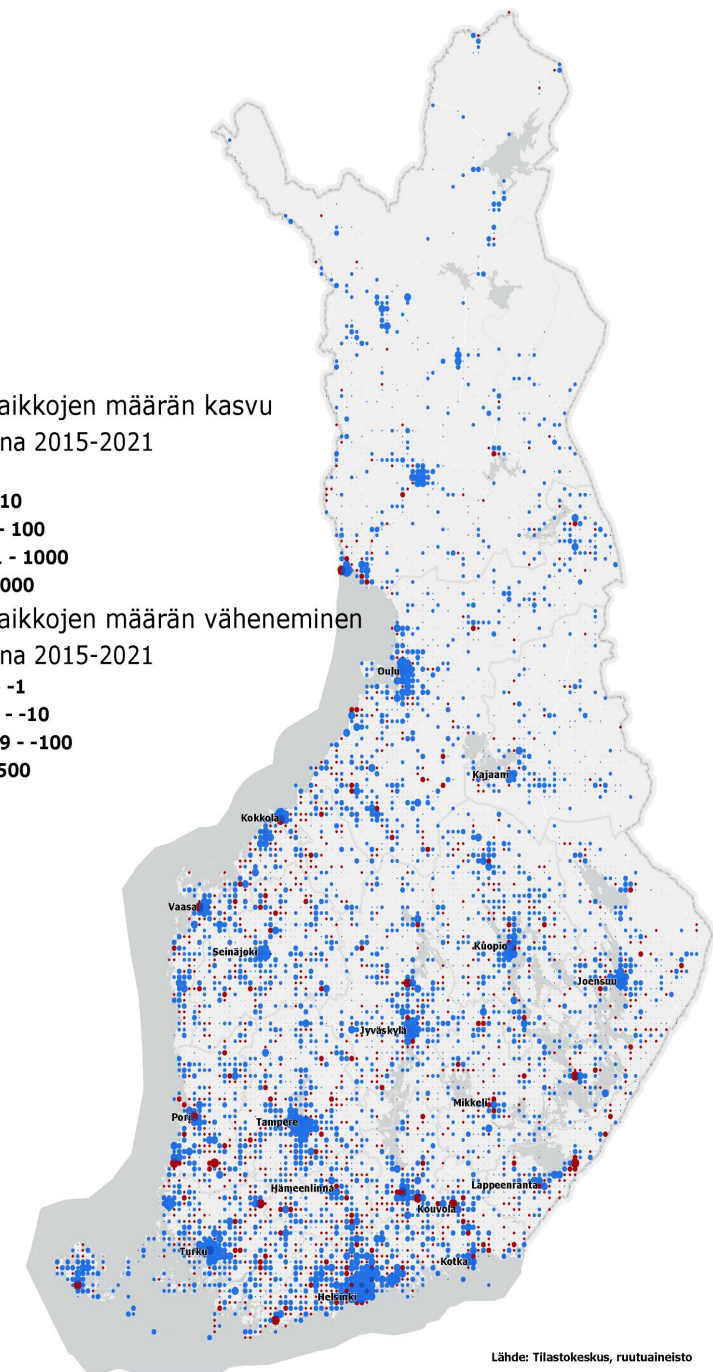 aikkojen määrän kasvu
na 2015-2021
10
- 100
- 1000
000
aikkojen määrän väheneminen
na 2015-2021
-1
- -10
9 - -100
500
Oulu
Kajaani
Kokkola
Vaasa
Seinäjoki
Kuopio
Joensuu
Jyväskylä
Mikkeli
Pori
Tampere
Hämeenlinna
Lappeenranta
Kouvola
Turku
Kotka
Helsinki
Lähde: Tilastokeskus, ruutuaineisto